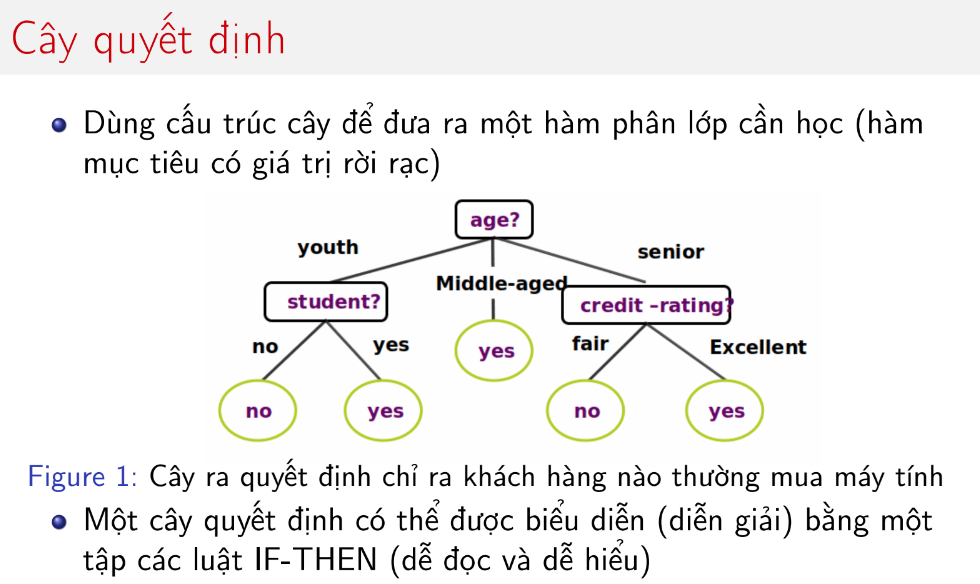 Cây quyết định
Dùng cấu trúc cây để đưa ra một hàm phân lớp cần học (hàm
mục tiêu có giá trị rời rạc)
age?
youth
senior
Middle-aged
student?
credit –rating?
no
yes
yes
fair
Excellent
no
yes
no
yes
Figure 1: Cây ra quyết định chỉ ra khách hàng nào thường mua máy tính
Một cây quyết định có thể được biểu diễn (diễn giải) bằng một
tập các luật IF-THEN (dễ đọc và dễ hiểu)